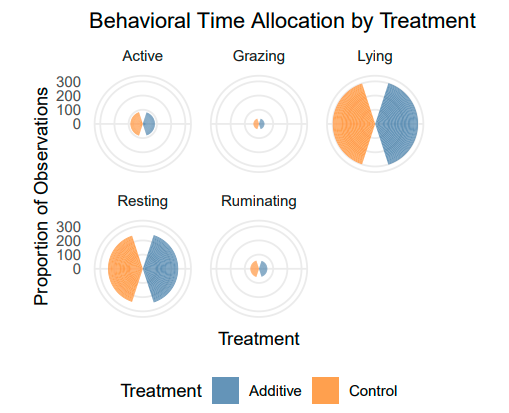 Behavioral Time Allocation by Treatment
Active Grazing Lying
300
200
100
0
Resting Ruminating
300
200
100
0
Proportion of Observations
Treatment
Treatment Additive Control